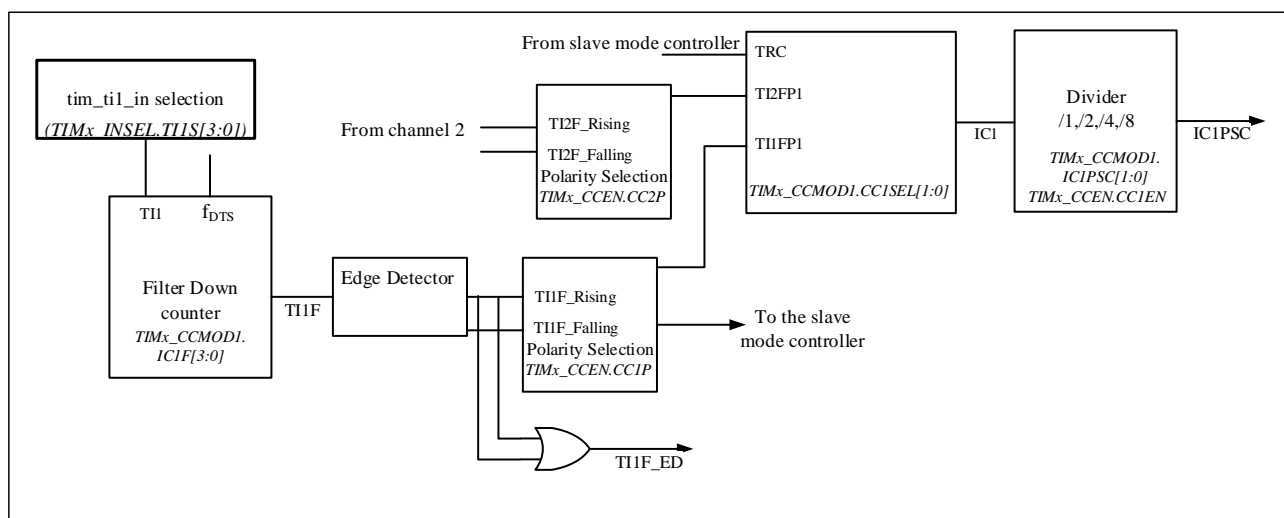 tim_ti1_in selection
(TIMx_INSEL.TI1S[3:0])
TI1
fDTS
Filter Down
counter
TIMx_CCMOD1.
IC1F[3:0]
TI1F
Edge Detector
From slave mode controller
From channel 2
TI2F_Rising
TI2F_Falling
Polarity Selection
TIMx_CCEN.CC2P
TI1F_Rising
TI1F_Falling
Polarity Selection
TIMx_CCEN.CC1P
TI1F_ED
To the slave
mode controller
TRC
TI2FP1
TI1FP1
TIMx_CCMOD1.CC1SEL[1:0]
IC1
Divider
/1,/2,/4,/8
TIMx_CCMOD1.
IC1PSC[1:0]
TIMx_CCEN.CC1EN
IC1PSC